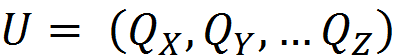 U = (Q_X, Q_Y, … Q_Z)